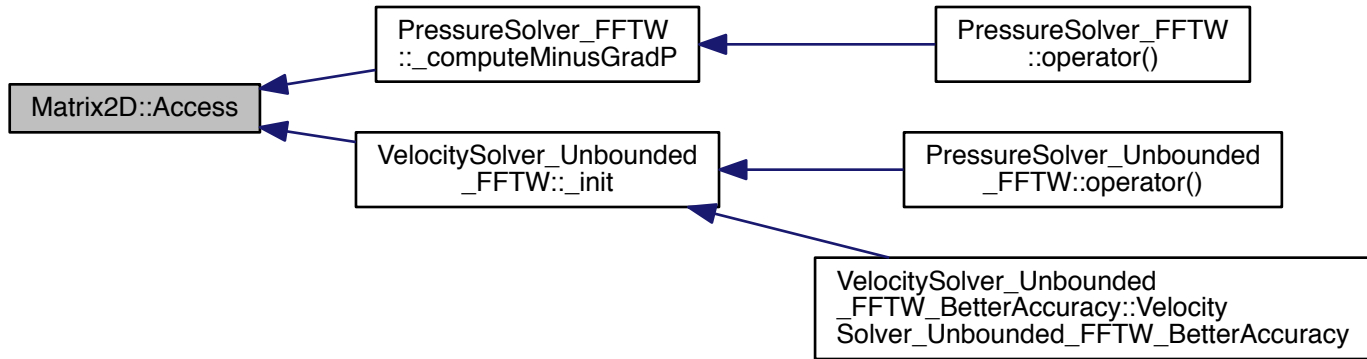 Matrix2D::Access
PressureSolver_FFTW
::_computeMinusGradP
PressureSolver_FFTW
::operator()
VelocitySolver_Unbounded
_FFTW::_init
PressureSolver_Unbounded
_FFTW::operator()
VelocitySolver_Unbounded
_FFTW_BetterAccuracy::Velocity
Solver_Unbounded_FFTW_BetterAccuracy